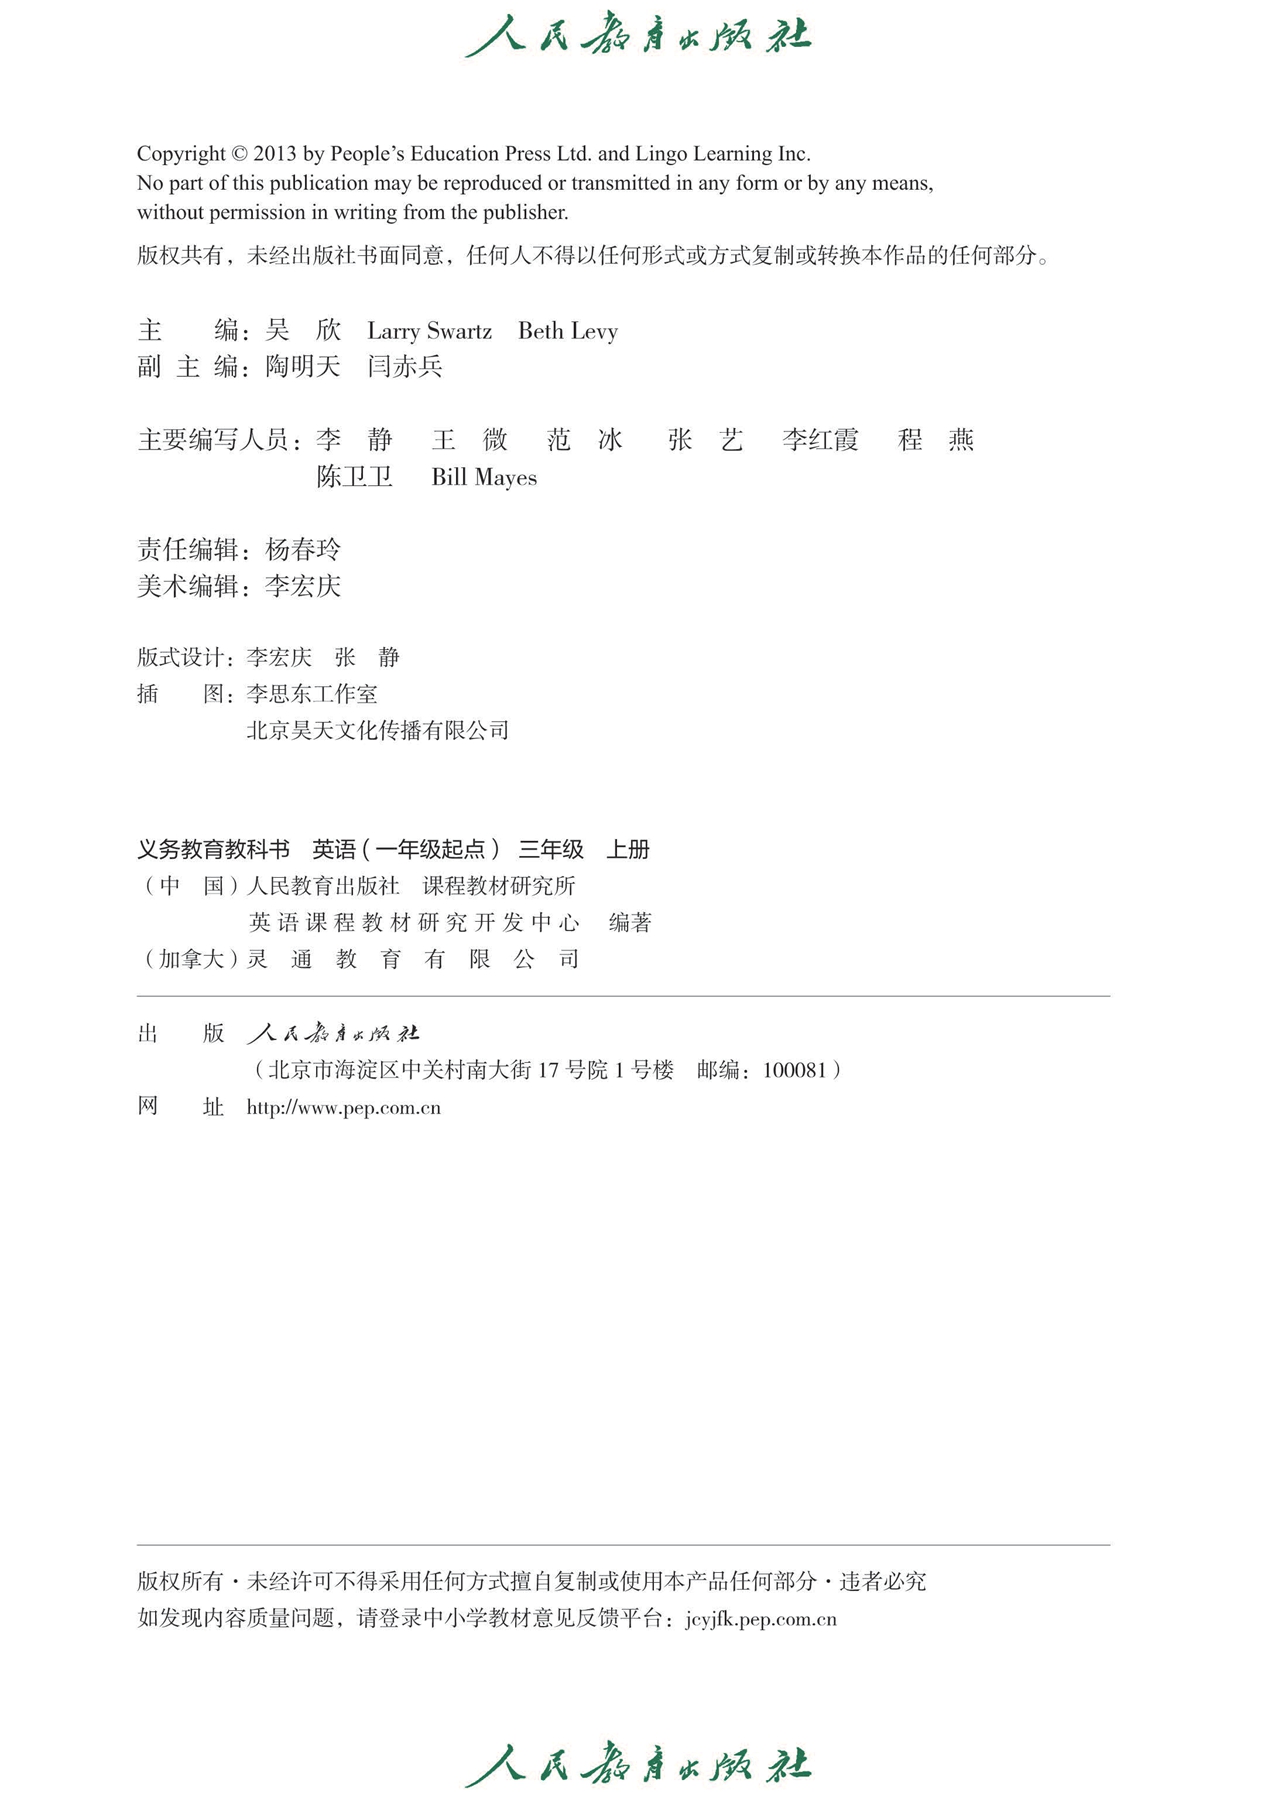 人民教育出版社
Copyright © 2013 by People’s Education Press Ltd. and Lingo Learning Inc.
No part of this publication may be reproduced or transmitted in any form or by any means,
without permission in writing from the publisher.
版权共有，未经出版社书面同意，任何人不得以任何形式或方式复制或转换本作品的任何部分。
主　　编：吴　欣　Larry Swartz　Beth Levy
副 主 编：陶明天　闫赤兵
主要编写人员：李　静　王　微　范　冰　张　艺　李红霞　程　燕
陈卫卫　Bill Mayes
责任编辑：杨春玲
美术编辑：李宏庆
版式设计：李宏庆　张　静
插　　图：李思东工作室
北京昊天文化传播有限公司
义务教育教科书　英语（一年级起点）三年级　上册
（中　国）人民教育出版社　课程教材研究所
英语课程教材研究开发中心　编著
（加拿大）灵 通 教 育 有 限 公 司
出　　版　人民教育出版社
（北京市海淀区中关村南大街 17 号院 1 号楼　邮编：100081）
网　　址　http://www.pep.com.cn
版权所有·未经许可不得采用任何方式擅自复制或使用本产品任何部分·违者必究
如发现内容质量问题，请登录中小学教材意见反馈平台：jcyjfk.pep.com.cn
人民教育出版社